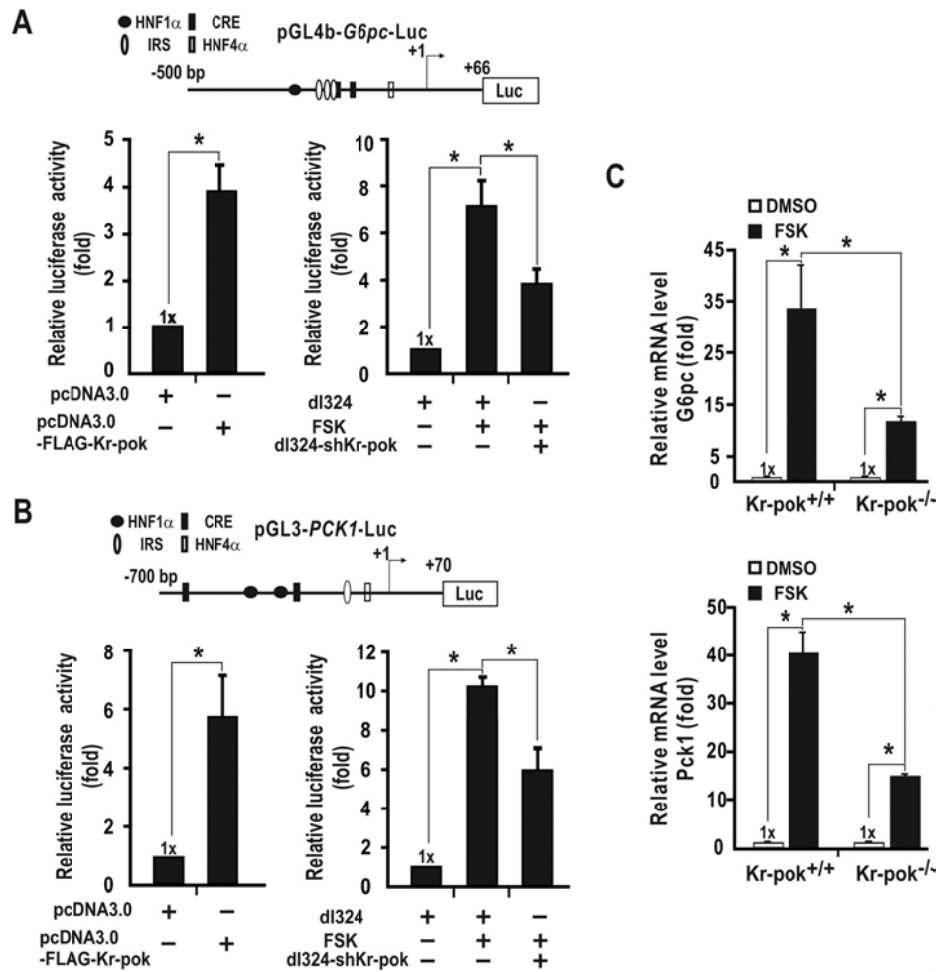 A
HNF1α CRE
IRS HNF4α
pGL4b-G6pc-Luc
-500 bp
+1
+66
Luc
Relative luciferase activity
(fold)
5
4
3
2
1
0
*
1x
pcDNA3.0 + −
pcDNA3.0
-FLAG-Kr-pok − +
Relative luciferase activity
(fold)
10
8
6
4
2
0
* *
1x
dl324 + + −
FSK − + +
dl324-shKr-pok − − +
B
HNF1α CRE
IRS HNF4α
pGL3-PCK1-Luc
-700 bp
+1
+70
Luc
Relative luciferase activity
(fold)
8
6
4
2
0
*
1x
pcDNA3.0 + −
pcDNA3.0
-FLAG-Kr-pok − +
Relative luciferase activity
(fold)
12
10
8
6
4
2
0
* *
1x
dl324 + + −
FSK − + +
dl324-shKr-pok − − +
C
DMSO
FSK
Relative mRNA level
G6pc (fold)
45
35
25
15
5
0
* *
*
1x 1x
Kr-pok+/+ Kr-pok-/-
DMSO
FSK
Relative mRNA level
Pck1 (fold)
50
40
30
20
10
0
* *
*
1x 1x
Kr-pok+/+ Kr-pok-/-